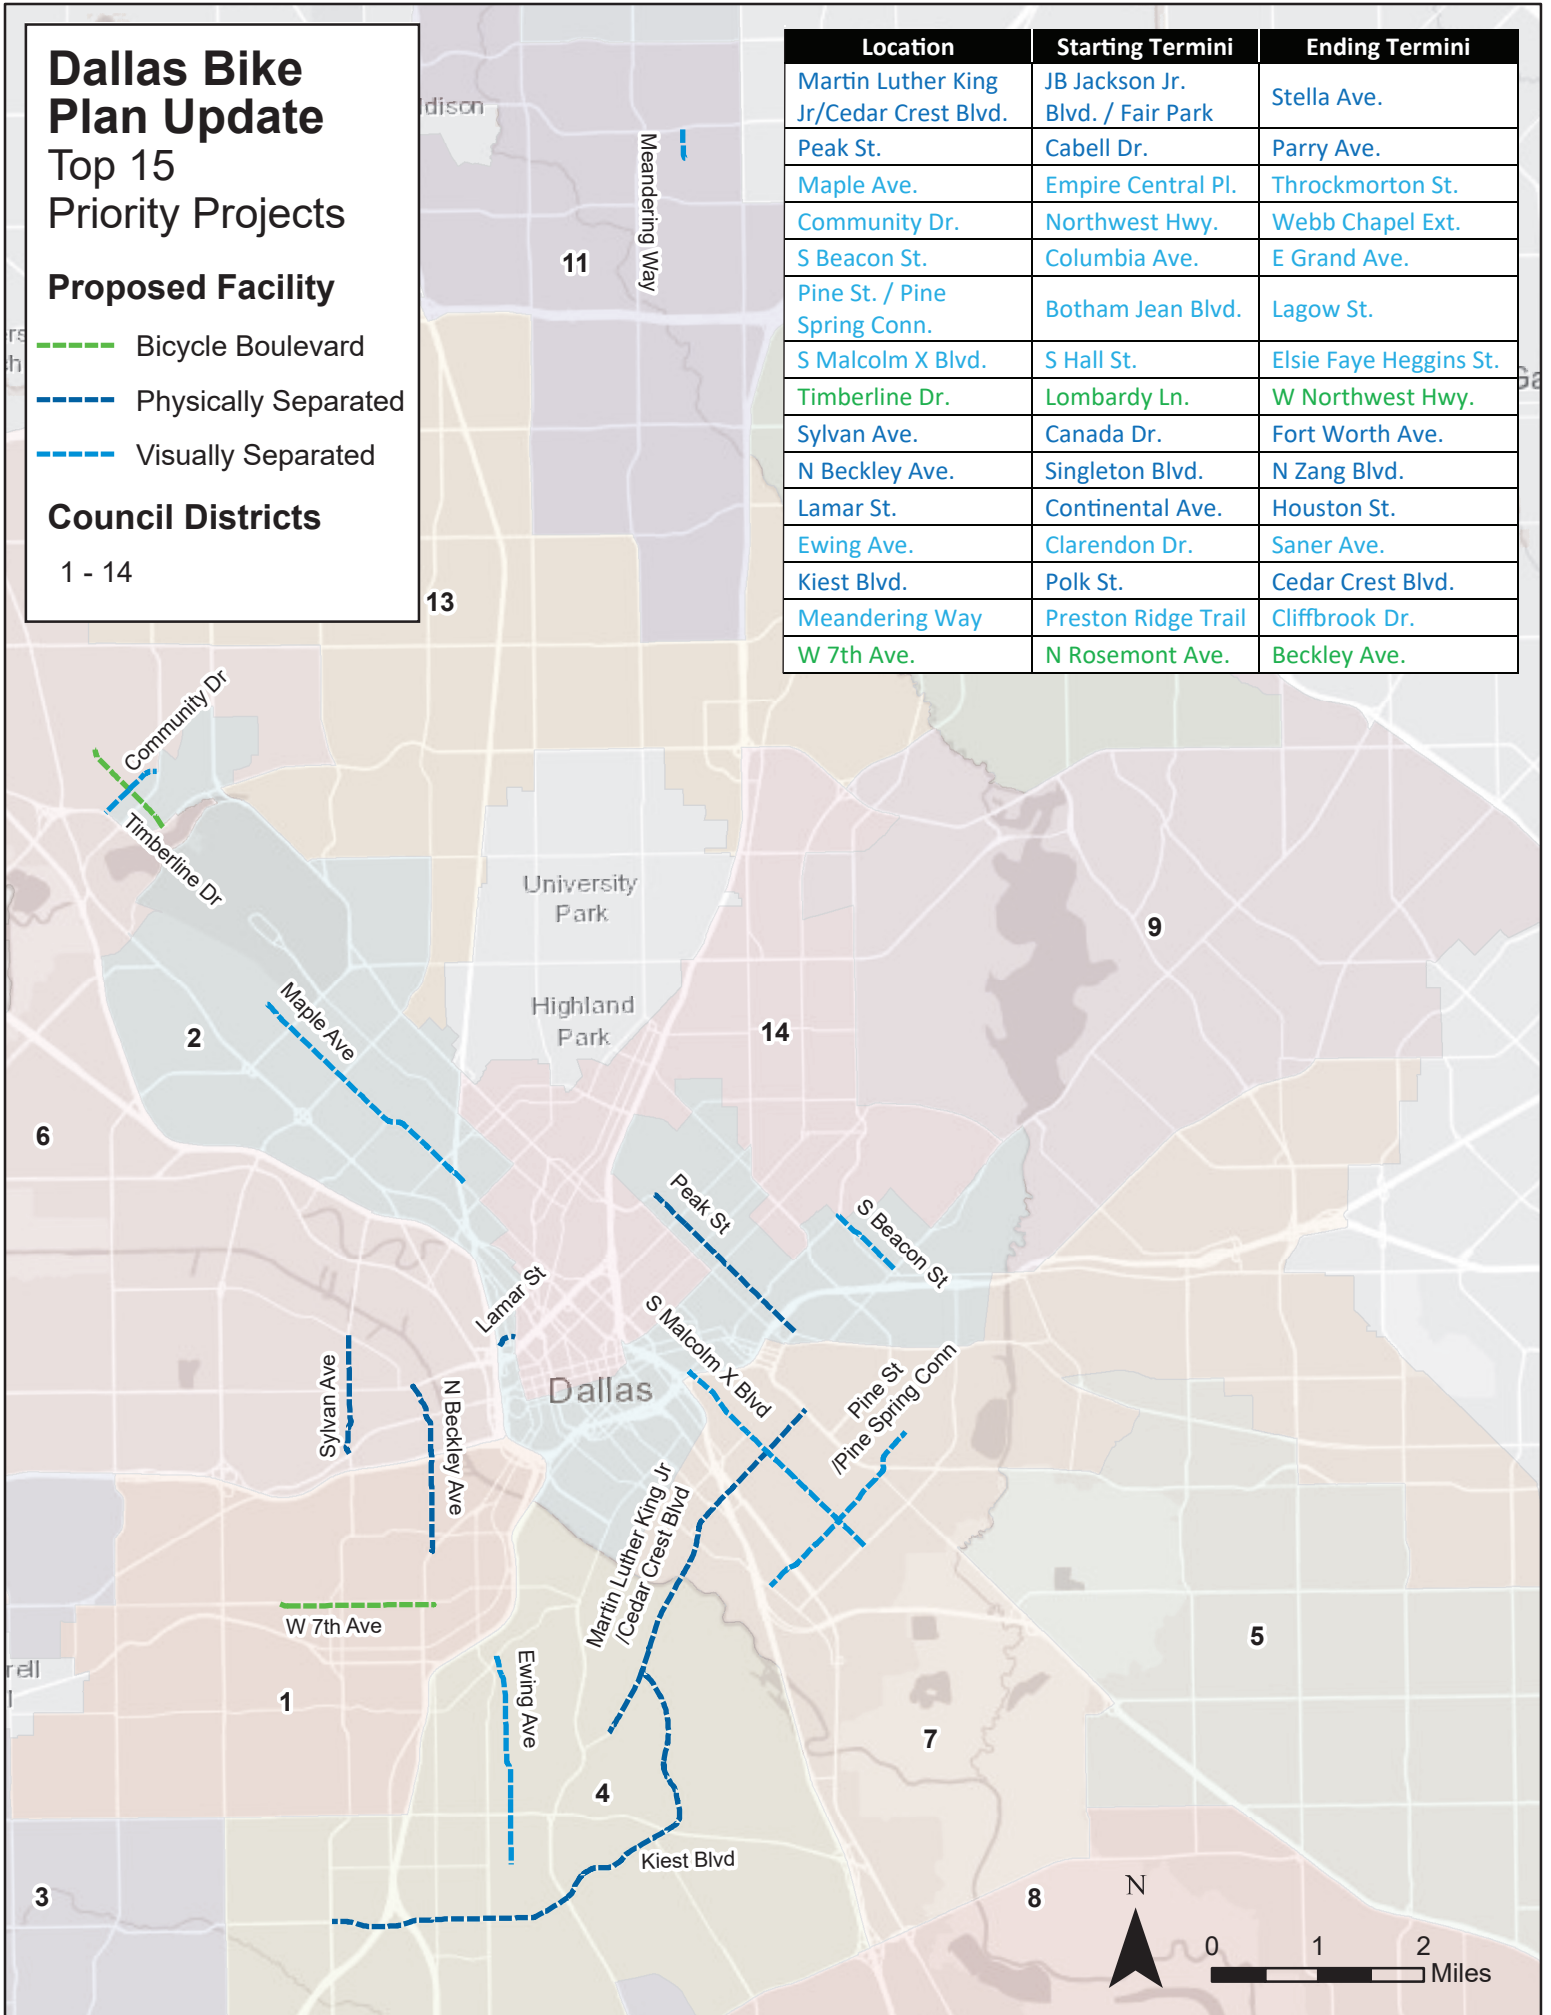 Dallas Bike
Plan Update
Top 15
Priority Projects
Proposed Facility
Bicycle Boulevard
Physically Separated
Visually Separated
Council Districts
1 - 14
Location Starting Termini Ending Termini
Martin Luther King
Jr/Cedar Crest Blvd.
JB Jackson Jr.
Blvd. / Fair Park
Stella Ave.
Peak St. Cabell Dr. Parry Ave.
Maple Ave. Empire Central Pl. Throckmorton St.
Community Dr. Northwest Hwy. Webb Chapel Ext.
S Beacon St. Columbia Ave. E Grand Ave.
Pine St. / Pine
Spring Conn.
Botham Jean Blvd. Lagow St.
S Malcolm X Blvd. S Hall St. Elsie Faye Heggins St.
Timberline Dr. Lombardy Ln. W Northwest Hwy.
Sylvan Ave. Canada Dr. Fort Worth Ave.
N Beckley Ave. Singleton Blvd. N Zang Blvd.
Lamar St. Continental Ave. Houston St.
Ewing Ave. Clarendon Dr. Saner Ave.
Kiest Blvd. Polk St. Cedar Crest Blvd.
Meandering Way Preston Ridge Trail Cliffbrook Dr.
W 7th Ave. N Rosemont Ave. Beckley Ave.
ddison
Meandering Way
11
13
Community Dr
Timberline Dr
University
Park
9
Highland
Park
Maple Ave
2
14
6
Peak St
S Beacon St
Lamar St
S Malcolm X Blvd
Dallas
Sylvan Ave
N Beckley Ave
Pine St
/Pine Spring Conn
Martin Luther King Jr
/Cedar Crest Blvd
W 7th Ave
Ewing Ave
5
rell
1
7
4
Kiest Blvd
3
8
N
0 1 2
Miles